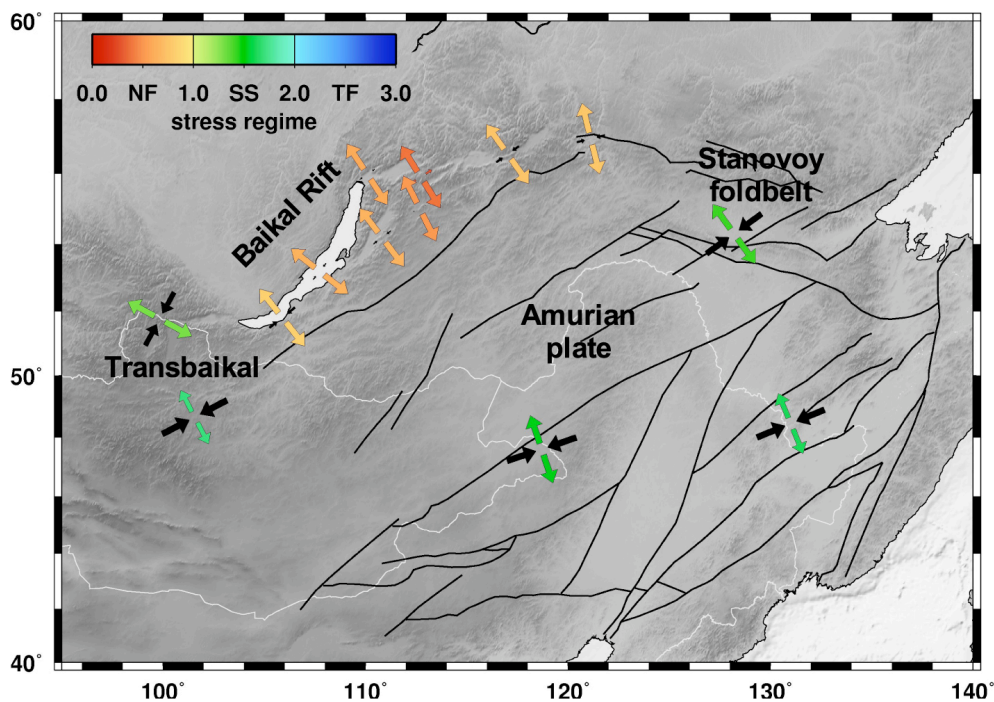 60°
0.0 NF 1.0 SS 2.0 TF 3.0
stress regime
Stanovoy
foldbelt
Baikal Rift
Amurian
plate
Transbaikal
50°
40°
100° 110° 120° 130° 140°